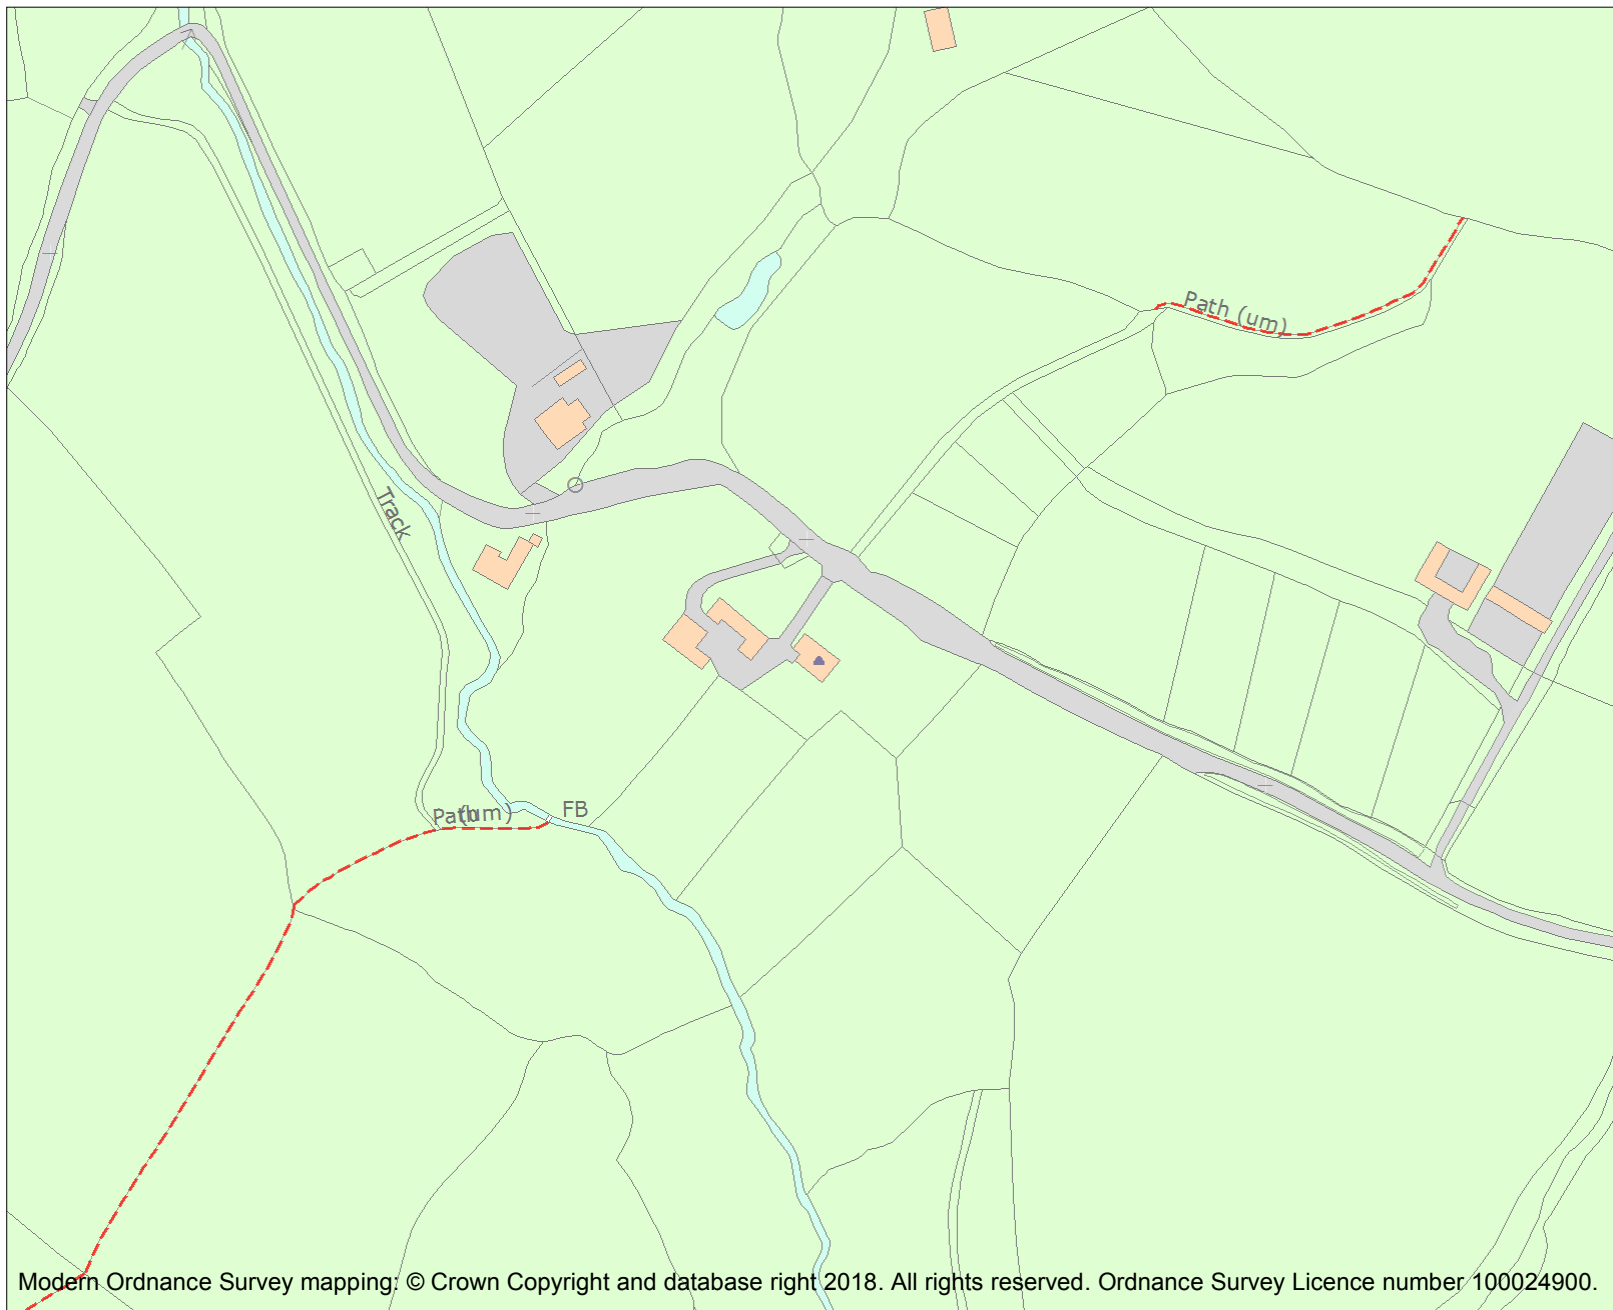 Path (um)
Track
Path (um)
FB
Modern Ordnance Survey mapping: © Crown Copyright and database right 2018. All rights reserved. Ordnance Survey Licence number 100024900.